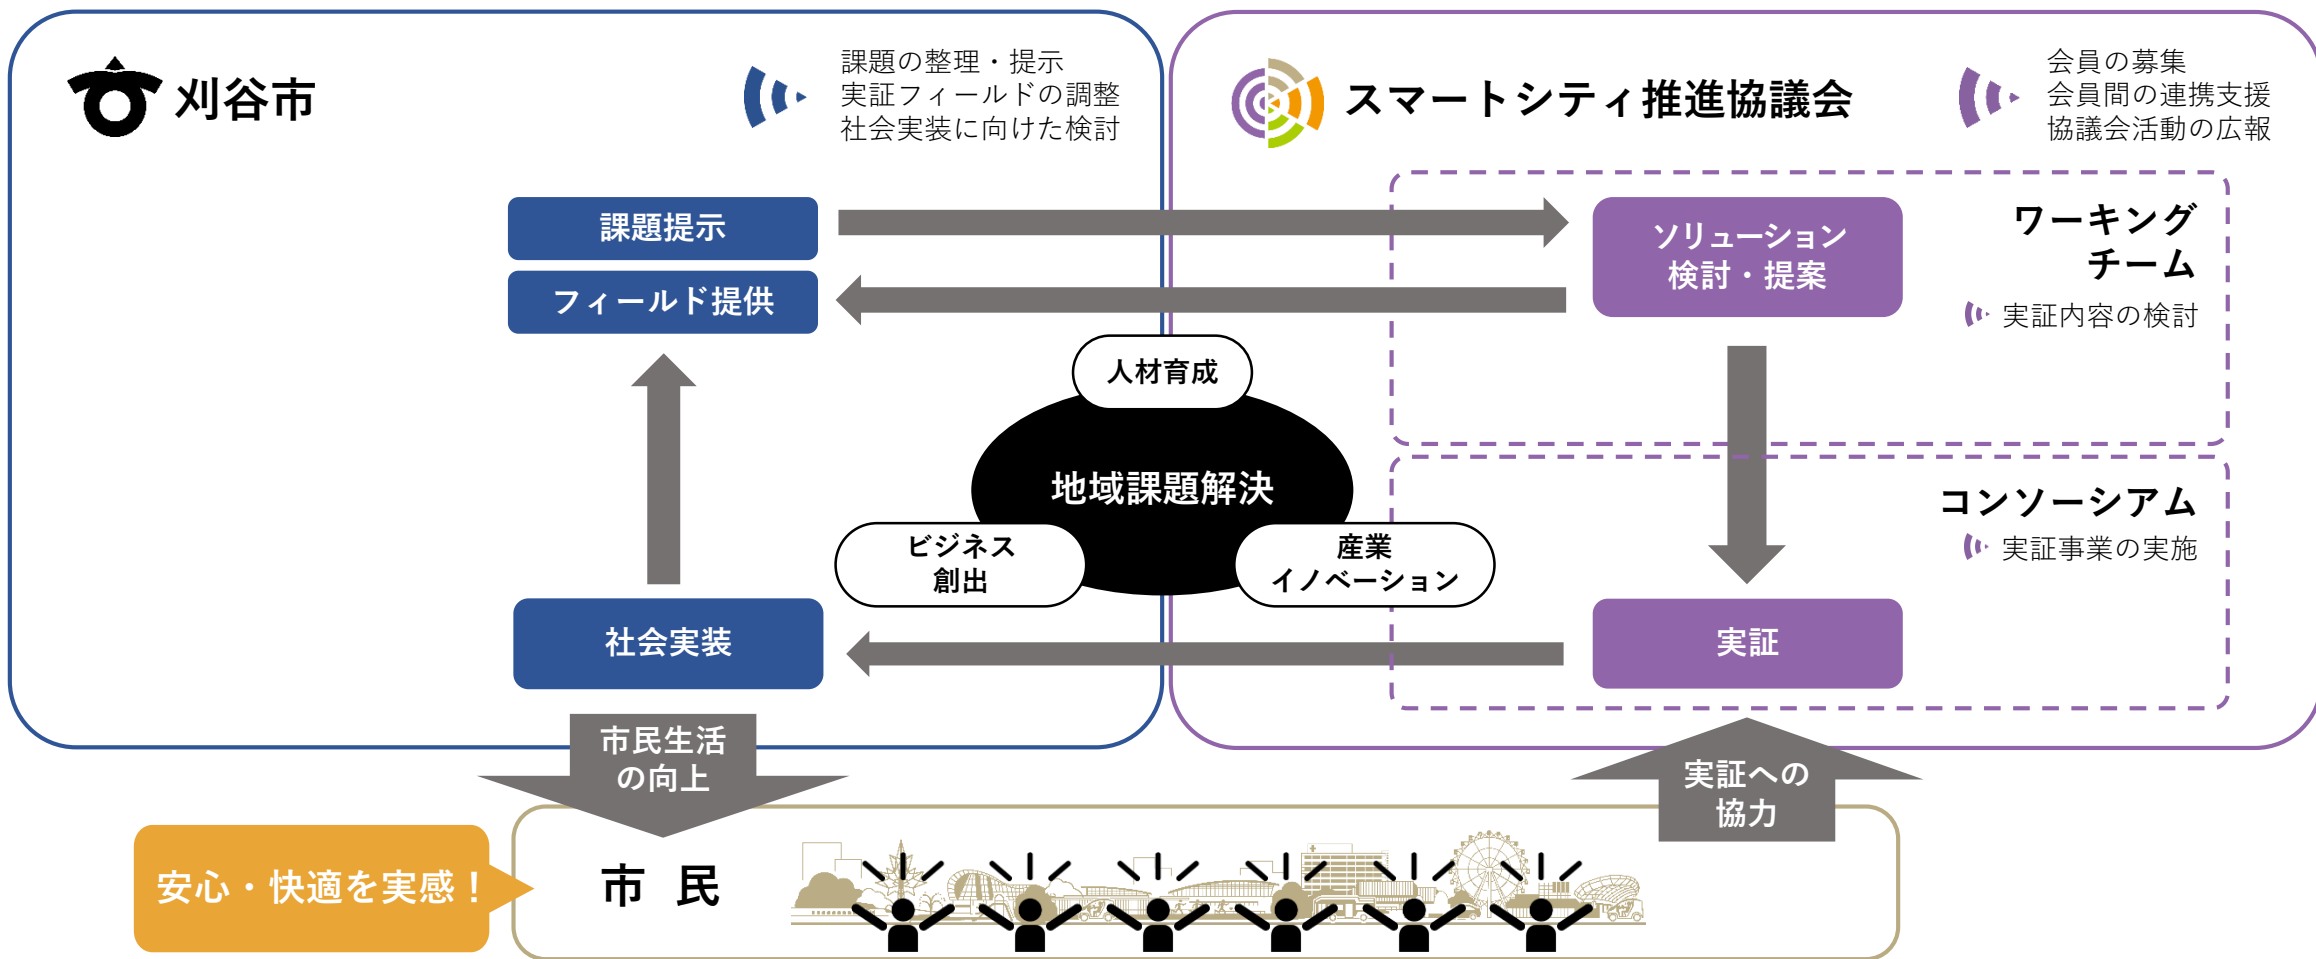 刈谷市
課題の整理・提示
実証フィールドの調整
社会実装に向けた検討
スマートシティ推進協議会
会員の募集
会員間の連携支援
協議会活動の広報
課題提示
フィールド提供
ソリューション
検討・提案
ワーキング
チーム
実証内容の検討
人材育成
地域課題解決
ビジネス
創出
産業
イノベーション
コンソーシアム
実証事業の実施
社会実装
実証
市民生活
の向上
実証への
協力
安心・快適を実感！
市 民